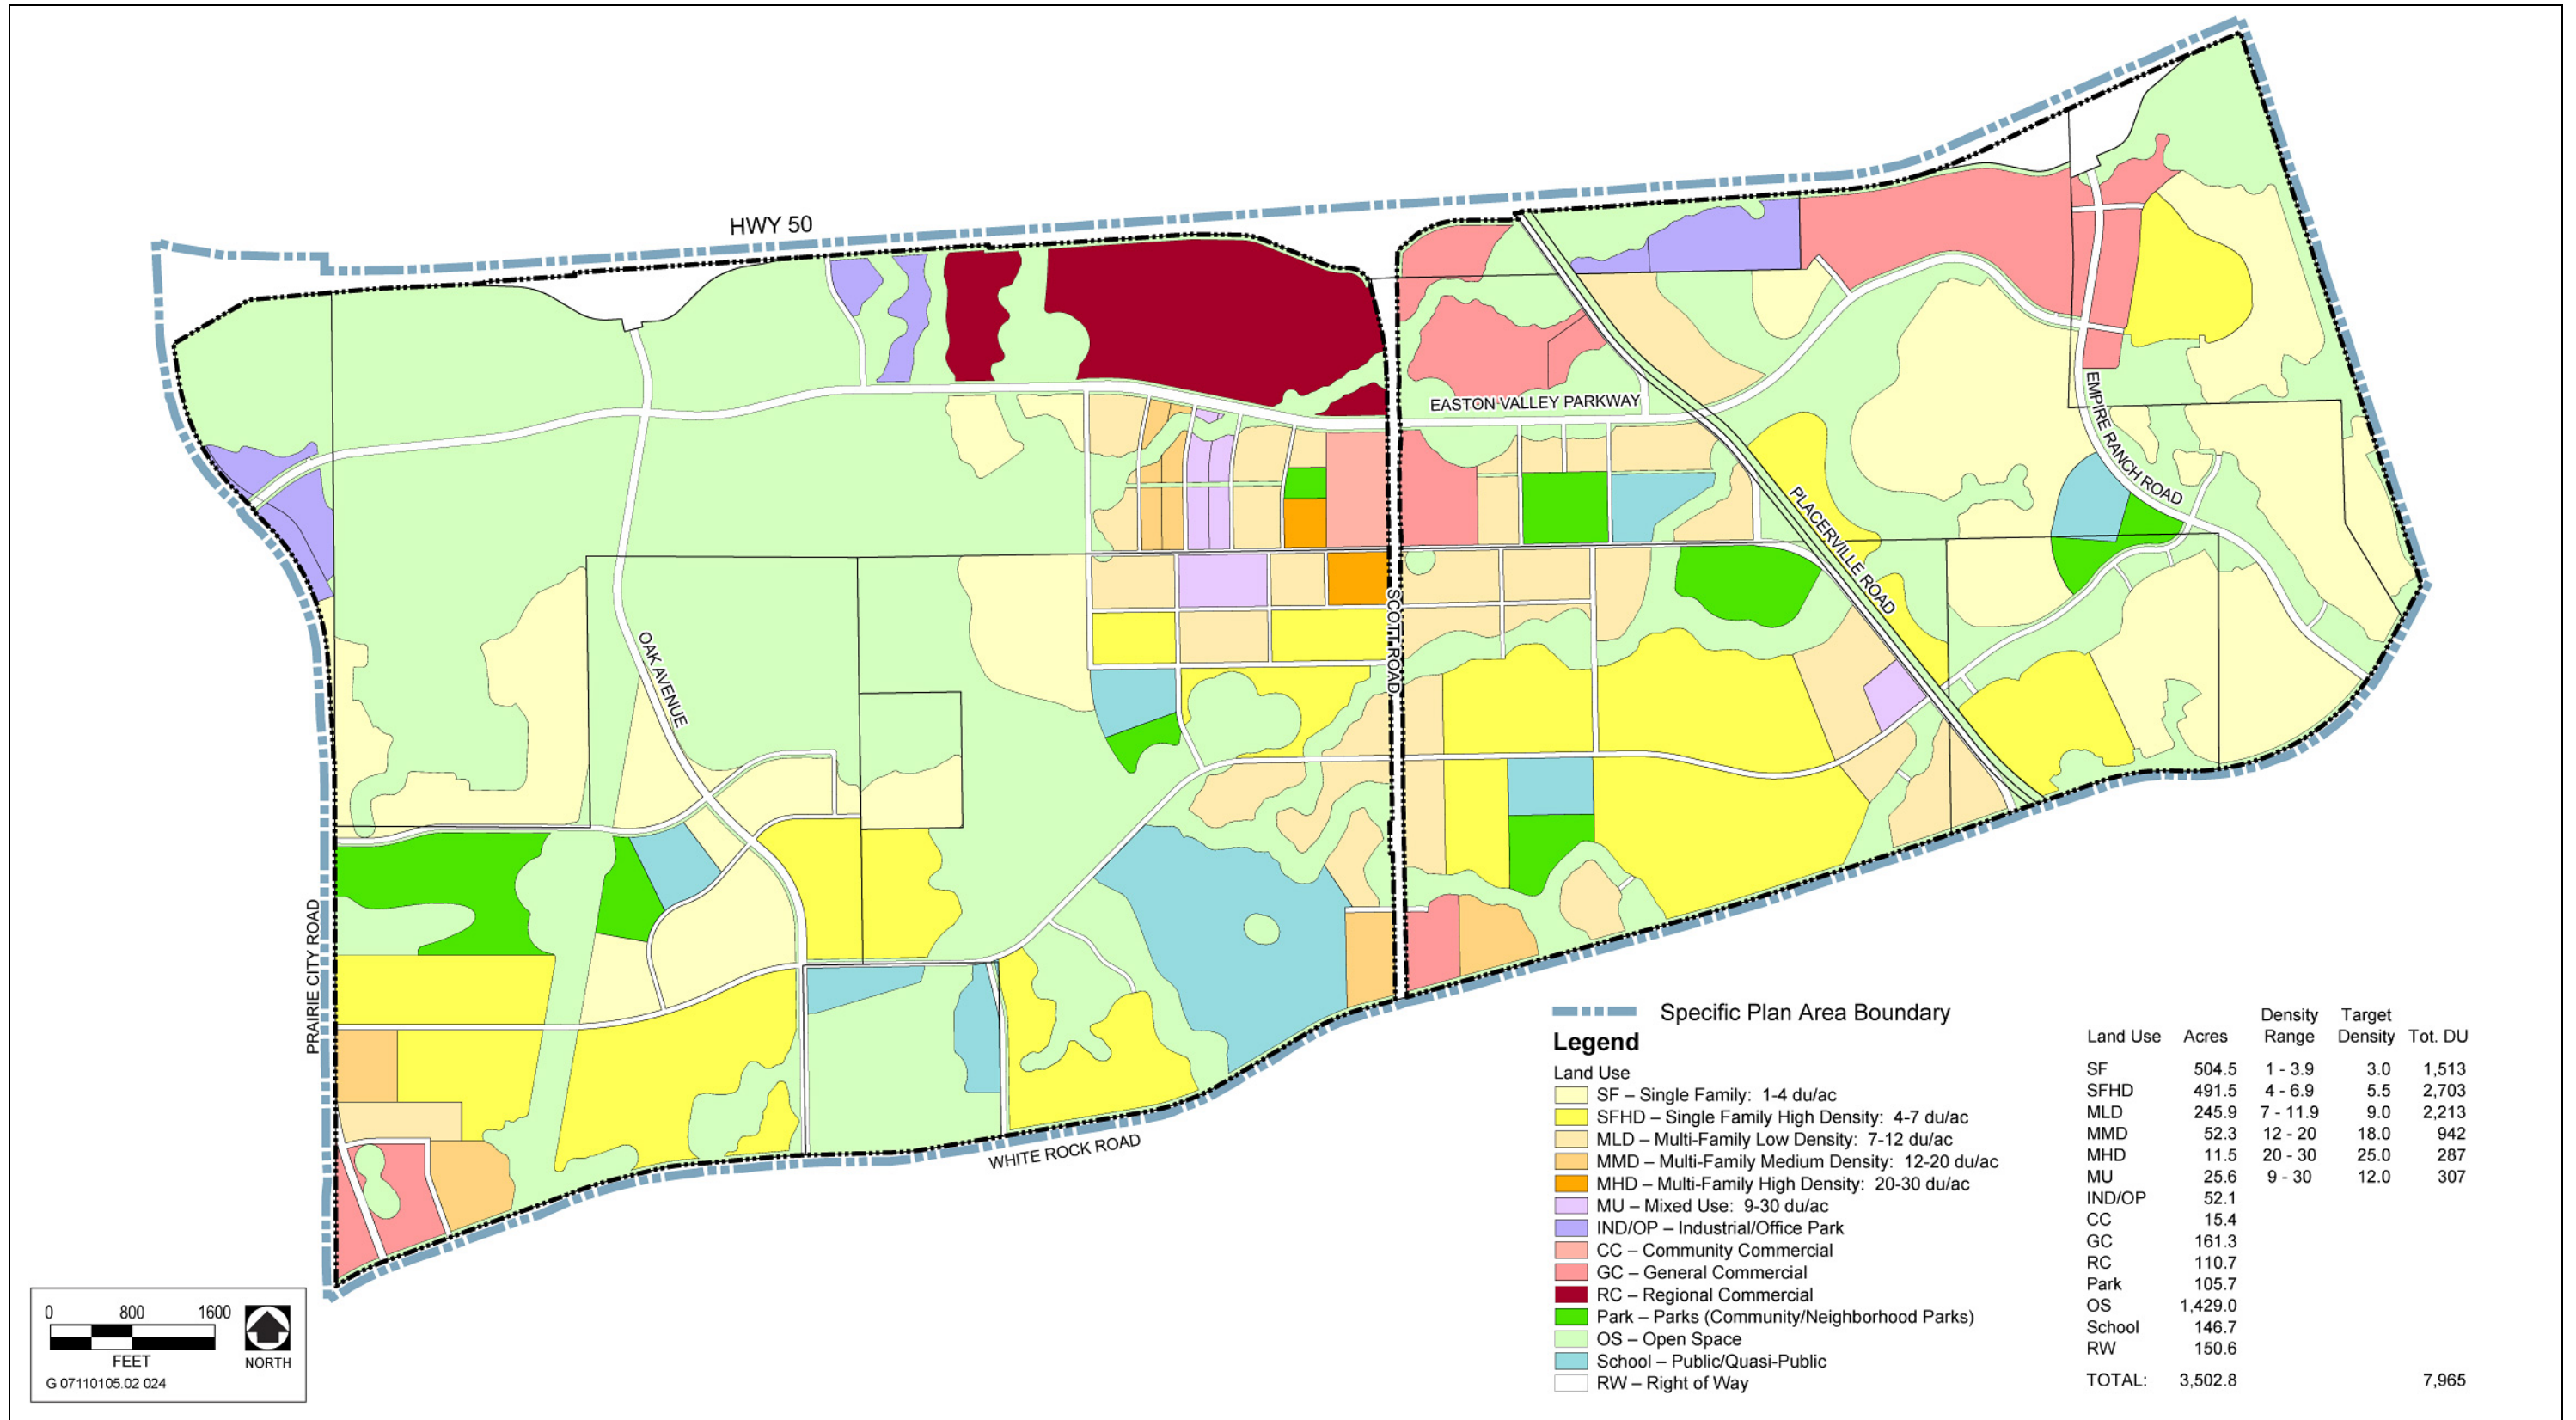 HWY 50
EASTON VALLEY PARKWAY
EMPIRE RANCH ROAD
PLACERVILLE ROAD
SCOTT ROAD
OAK AVENUE
PRAIRIE CITY ROAD
WHITE ROCK ROAD
Specific Plan Area Boundary
Legend
Land Use
SF – Single Family: 1-4 du/ac
SFHD – Single Family High Density: 4-7 du/ac
MLD – Multi-Family Low Density: 7-12 du/ac
MMD – Multi-Family Medium Density: 12-20 du/ac
MHD – Multi-Family High Density: 20-30 du/ac
MU – Mixed Use: 9-30 du/ac
IND/OP – Industrial/Office Park
CC – Community Commercial
GC – General Commercial
RC – Regional Commercial
Park – Parks (Community/Neighborhood Parks)
OS – Open Space
School – Public/Quasi-Public
RW – Right of Way
Density Target
Land Use Acres Range Density Tot. DU
SF 504.5 1 - 3.9 3.0 1,513
SFHD 491.5 4 - 6.9 5.5 2,703
MLD 245.9 7 - 11.9 9.0 2,213
MMD 52.3 12 - 20 18.0 942
MHD 11.5 20 - 30 25.0 287
MU 25.6 9 - 30 12.0 307
IND/OP 52.1
CC 15.4
GC 161.3
RC 110.7
Park 105.7
OS 1,429.0
School 146.7
RW 150.6
TOTAL: 3,502.8 7,965
0 800 1600
FEET
NORTH
G 07110105.02 024